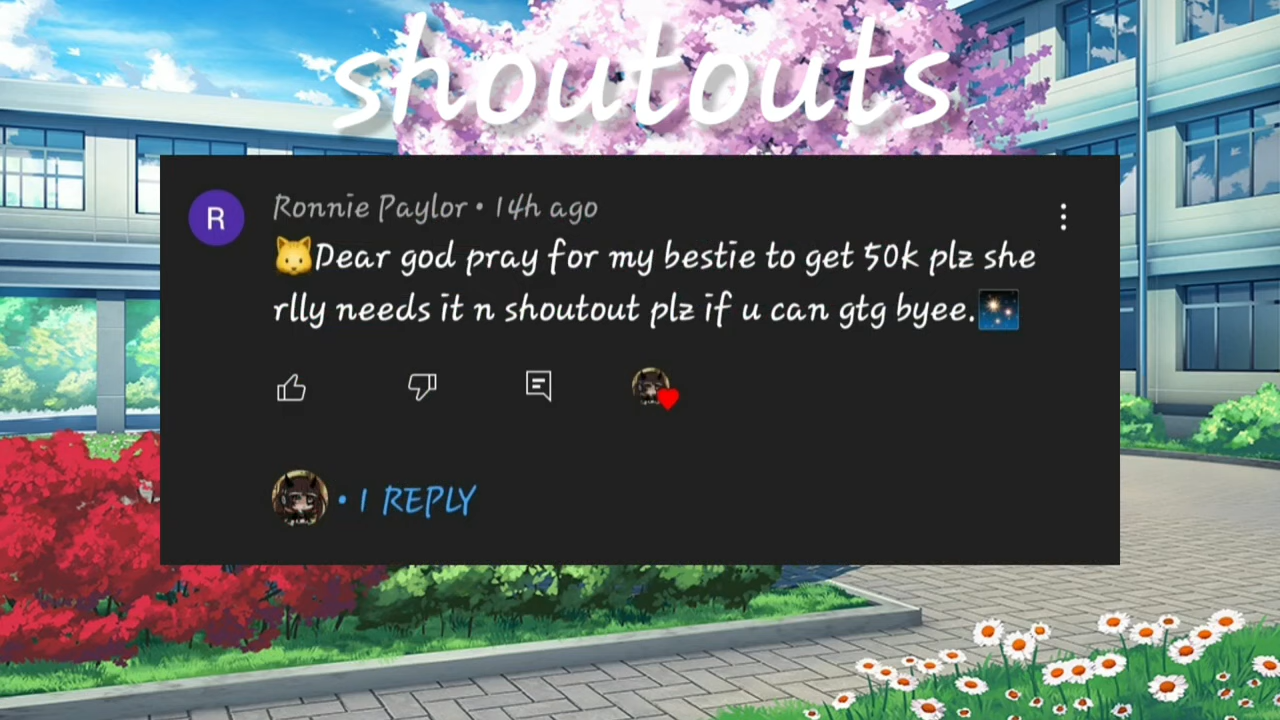 shoutouts
R
Ronnie Paylor • 14h ago
🐱Dear god pray for my bestie to get 50k plz she
rlly needs it n shoutout plz if u can gtg byee.🎇
• 1 REPLY